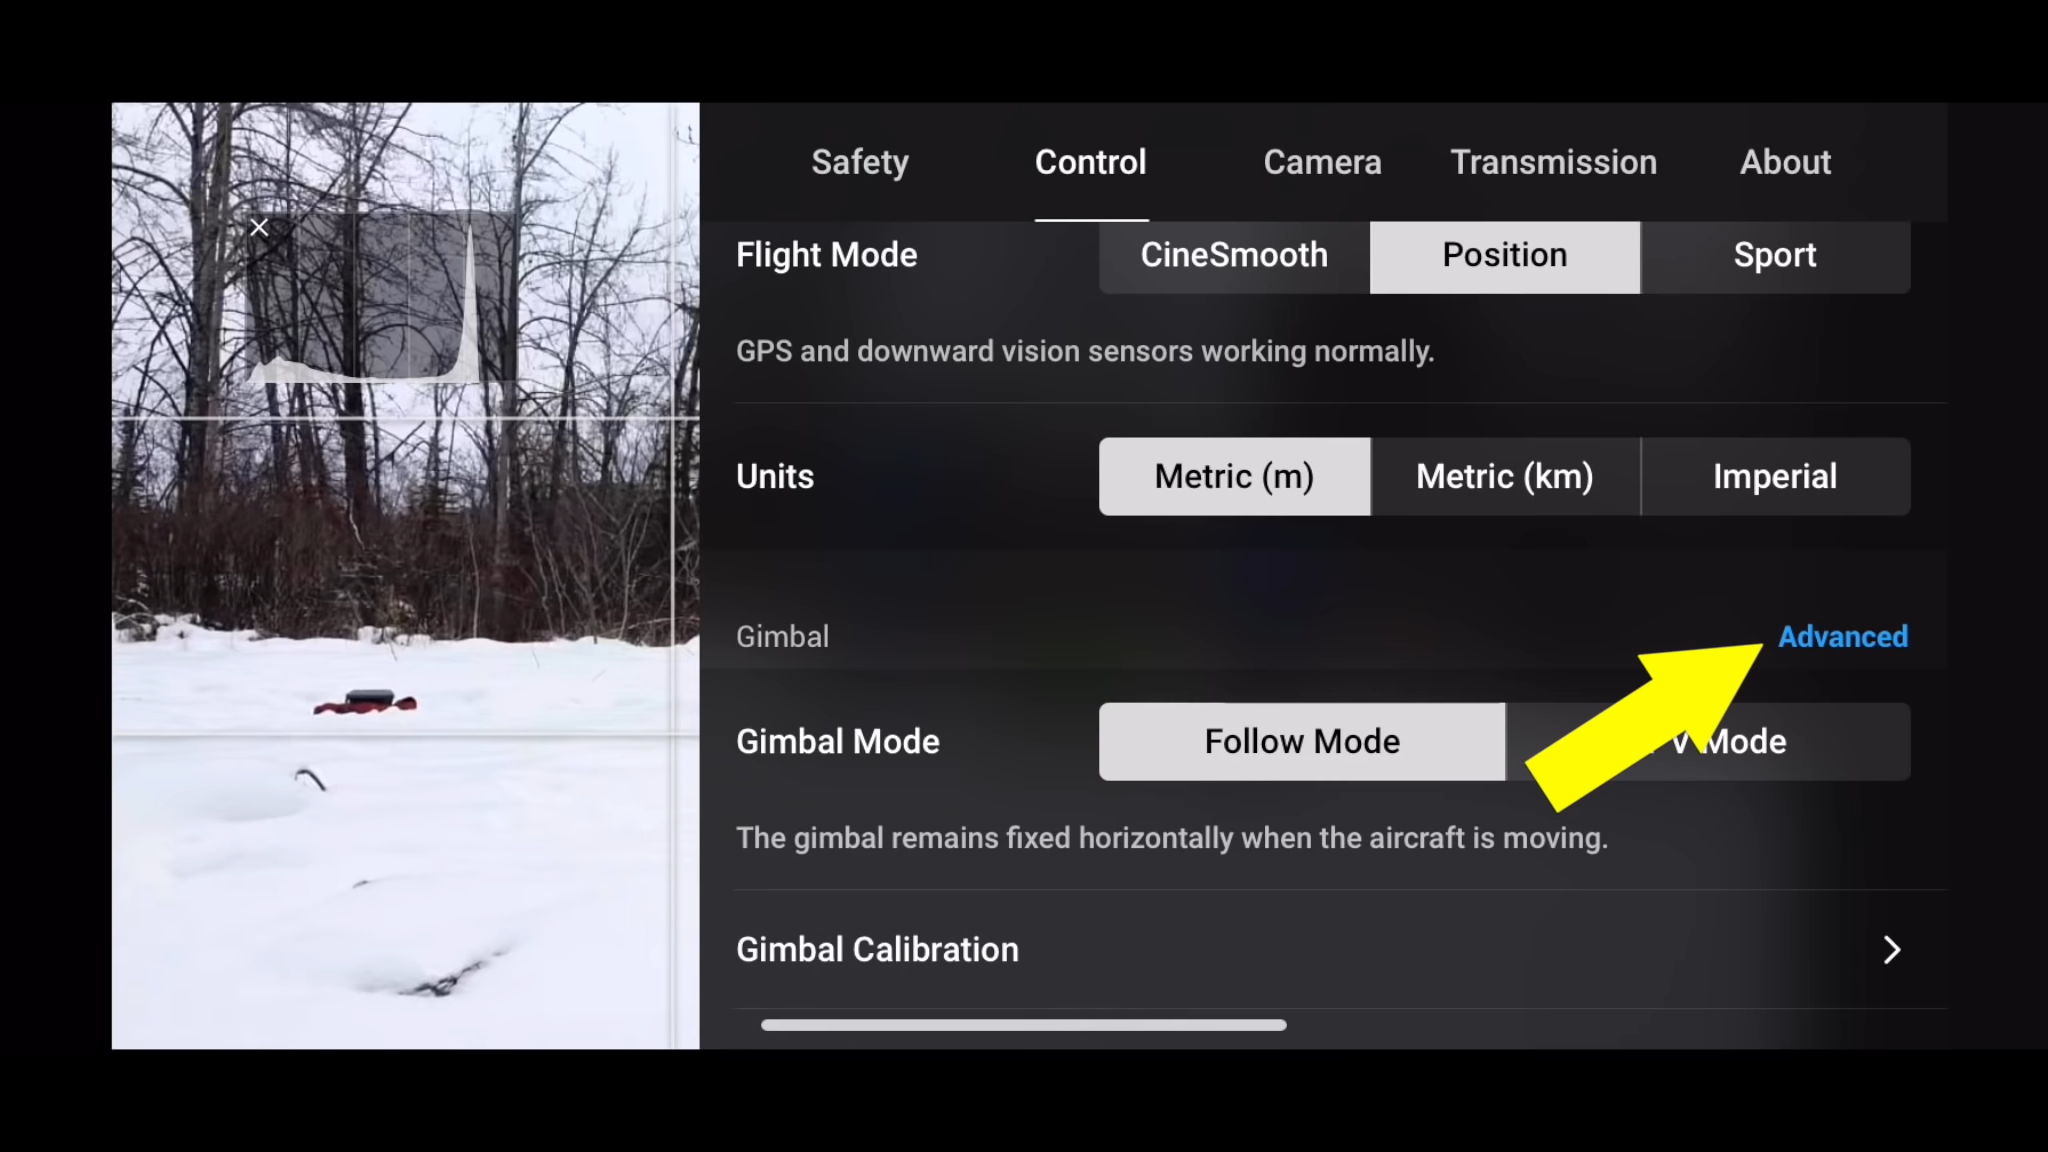 Safety Control Camera Transmission About
Flight Mode CineSmooth Position Sport
GPS and downward vision sensors working normally.
Units Metric (m) Metric (km) Imperial
Gimbal Advanced
Gimbal Mode Follow Mode V Mode
The gimbal remains fixed horizontally when the aircraft is moving.
Gimbal Calibration